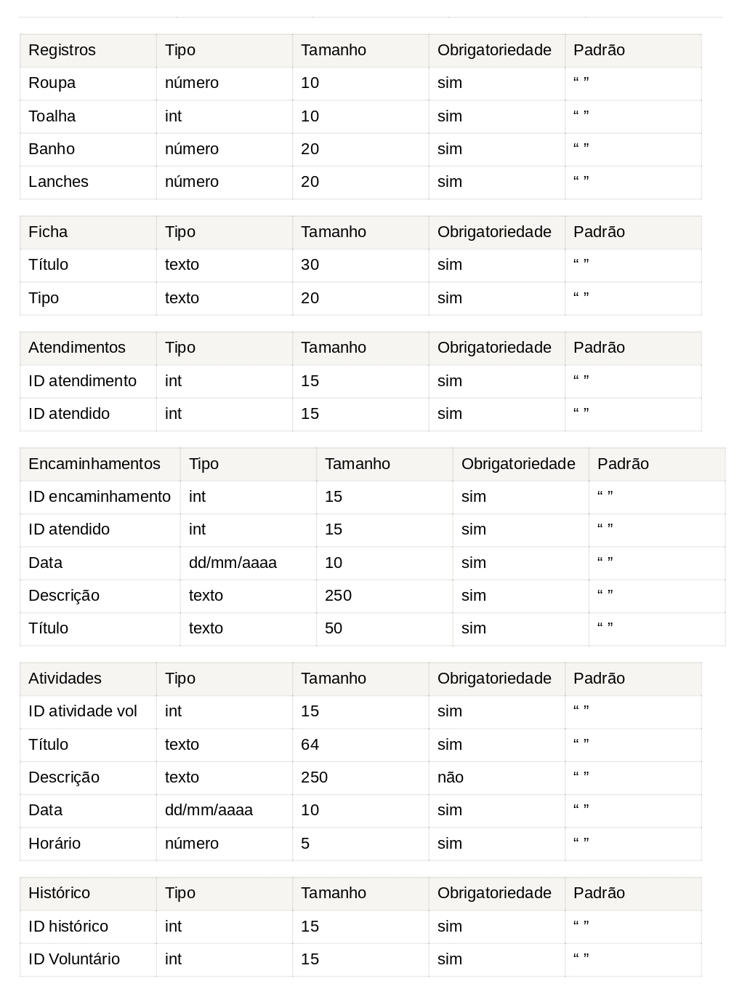 Registros Tipo Tamanho Obrigatoriedade Padrão
Roupa número 10 sim “ ”
Toalha int 10 sim “ ”
Banho número 20 sim “ ”
Lanches número 20 sim “ ”
Ficha Tipo Tamanho Obrigatoriedade Padrão
Título texto 30 sim “ ”
Tipo texto 20 sim “ ”
Atendimentos Tipo Tamanho Obrigatoriedade Padrão
ID atendimento int 15 sim “ ”
ID atendido int 15 sim “ ”
Encaminhamentos Tipo Tamanho Obrigatoriedade Padrão
ID encaminhamento int 15 sim “ ”
ID atendido int 15 sim “ ”
Data dd/mm/aaaa 10 sim “ ”
Descrição texto 250 sim “ ”
Título texto 50 sim “ ”
Atividades Tipo Tamanho Obrigatoriedade Padrão
ID atividade vol int 15 sim “ ”
Título texto 64 sim “ ”
Descrição texto 250 não “ ”
Data dd/mm/aaaa 10 sim “ ”
Horário número 5 sim “ ”
Histórico Tipo Tamanho Obrigatoriedade Padrão
ID histórico int 15 sim “ ”
ID Voluntário int 15 sim “ ”